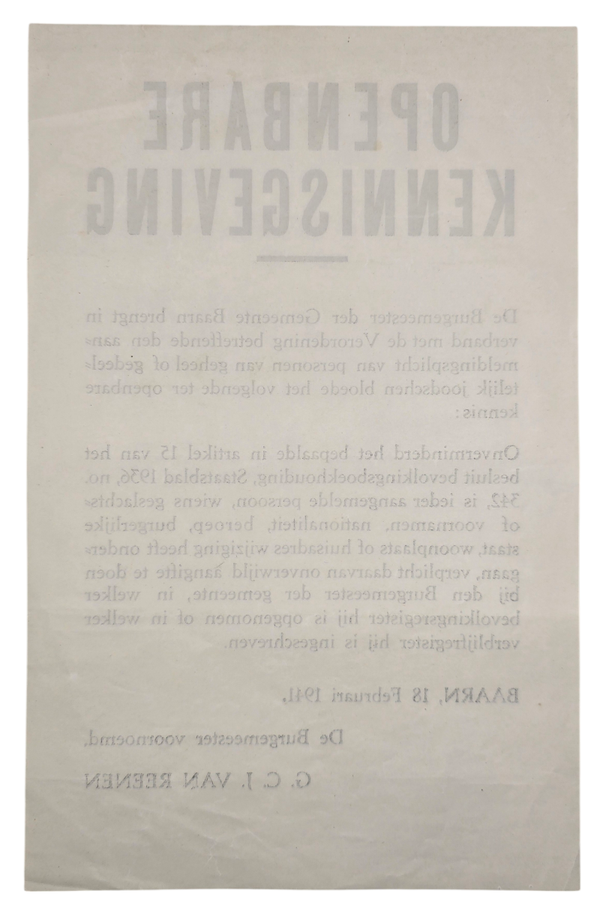 OPENBARE
KENNISGEVING
De Burgemeester der Gemeente Baarn brengt in
verband met de Verordening betreffende den aan-
meldingsplicht van personen van geheel of gedeel-
telijk joodschen bloede het volgende ter openbare
kennis:
Onverminderd het bepaalde in artikel 15 van het
besluit bevolkingsboekhouding, Staatsblad 1936, no.
342, is ieder aangemelde persoon, wiens geslachts-
of voornamen, nationaliteit, beroep, burgerlijke
staat, woonplaats of huisadres wijziging heeft onder-
gaan, verplicht daarvan onverwijld aangifte te doen
bij den Burgemeester der gemeente, in welker
bevolkingsregister hij is opgenomen of in welker
verblijfregister hij is ingeschreven.
BAARN, 18 Februari 1941.
De Burgemeester voornoemd,
G. C. J. VAN REENEN